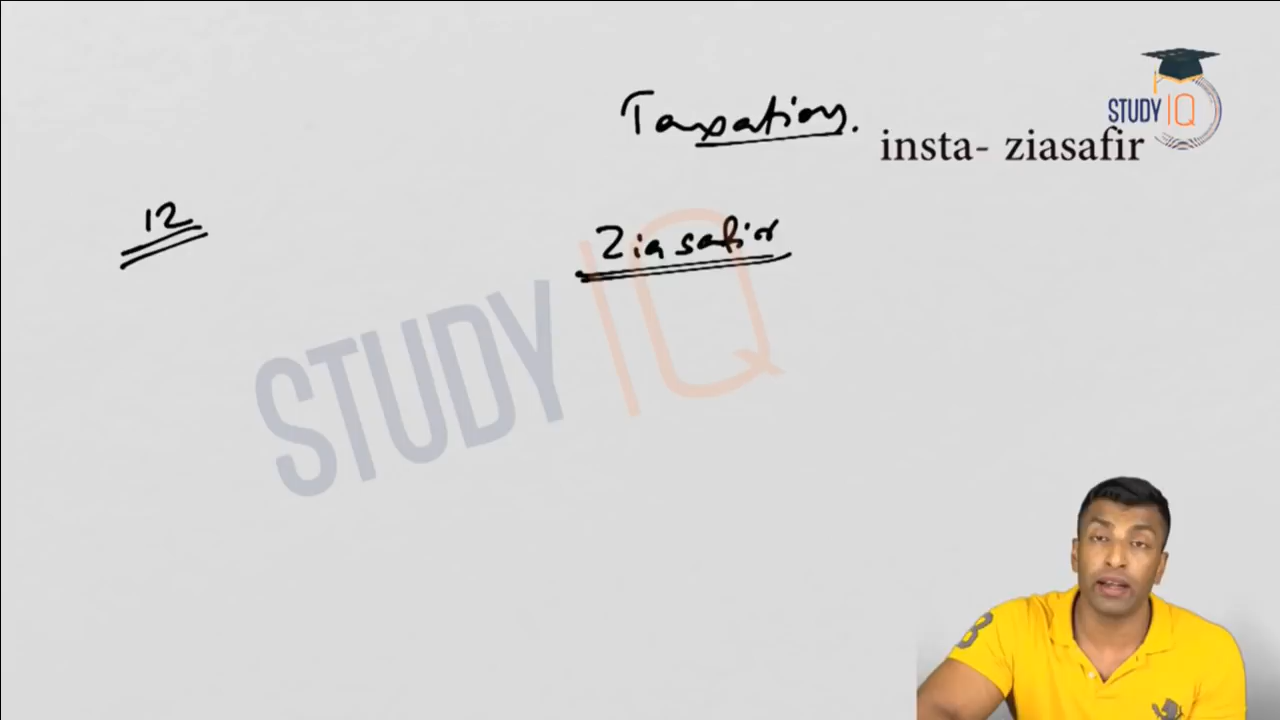 Taxation.
STUDY IQ
insta- ziasafir
12
Ziasafir
STUDY IQ